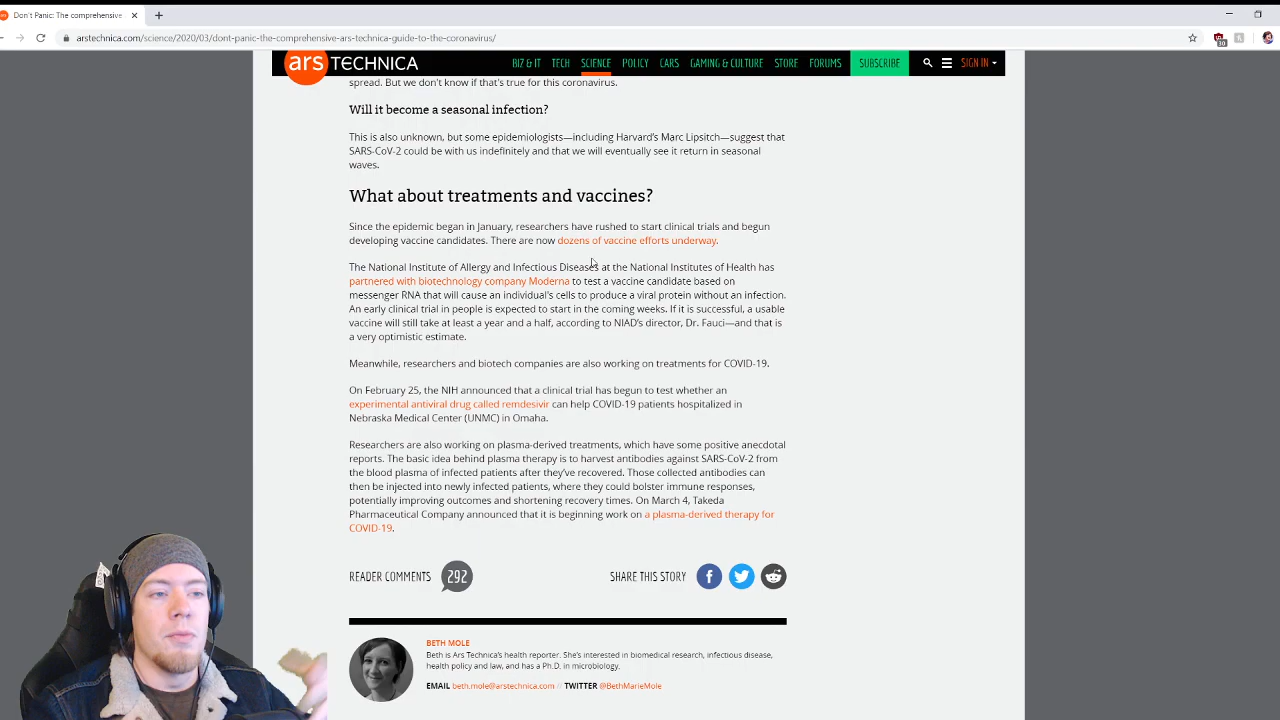 Don't Panic: The comprehensive
arstechnica.com/science/2020/03/dont-panic-the-comprehensive-ars-technica-guide-to-the-coronavirus/
30
ars TECHNICA
BIZ & IT TECH SCIENCE POLICY CARS GAMING & CULTURE STORE FORUMS SUBSCRIBE SIGN IN
spread. But we don't know if that's true for this coronavirus.
Will it become a seasonal infection?
This is also unknown, but some epidemiologists—including Harvard's Marc Lipsitch—suggest that
SARS-CoV-2 could be with us indefinitely and that we will eventually see it return in seasonal
waves.
What about treatments and vaccines?
Since the epidemic began in January, researchers have rushed to start clinical trials and begun
developing vaccine candidates. There are now dozens of vaccine efforts underway.
The National Institute of Allergy and Infectious Diseases at the National Institutes of Health has
partnered with biotechnology company Moderna to test a vaccine candidate based on
messenger RNA that will cause an individual's cells to produce a viral protein without an infection.
An early clinical trial in people is expected to start in the coming weeks. If it is successful, a usable
vaccine will still take at least a year and a half, according to NIAD's director, Dr. Fauci—and that is
a very optimistic estimate.
Meanwhile, researchers and biotech companies are also working on treatments for COVID-19.
On February 25, the NIH announced that a clinical trial has begun to test whether an
experimental antiviral drug called remdesivir can help COVID-19 patients hospitalized in
Nebraska Medical Center (UNMC) in Omaha.
Researchers are also working on plasma-derived treatments, which have some positive anecdotal
reports. The basic idea behind plasma therapy is to harvest antibodies against SARS-CoV-2 from
the blood plasma of infected patients after they've recovered. Those collected antibodies can
then be injected into newly infected patients, where they could bolster immune responses,
potentially improving outcomes and shortening recovery times. On March 4, Takeda
Pharmaceutical Company announced that it is beginning work on a plasma-derived therapy for
COVID-19.
READER COMMENTS 292 SHARE THIS STORY
BETH MOLE
Beth is Ars Technica's health reporter. She's interested in biomedical research, infectious disease,
health policy and law, and has a Ph.D. in microbiology.
EMAIL beth.mole@arstechnica.com // TWITTER @BethMarieMole